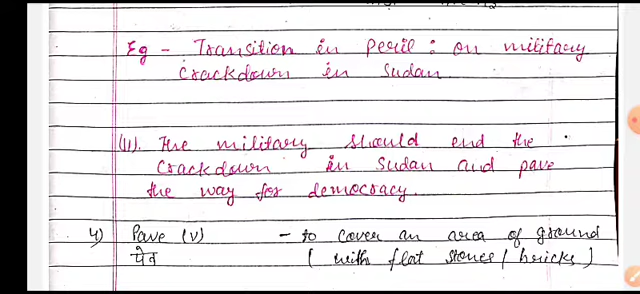 Eg - Transition in peril : on military
Crackdown in Sudan.
(ii). The military should end the
Crackdown in Sudan and pave
the way for democracy.
4) Pave (v) - to cover an area of ground
पेव ( with flat stones / bricks )